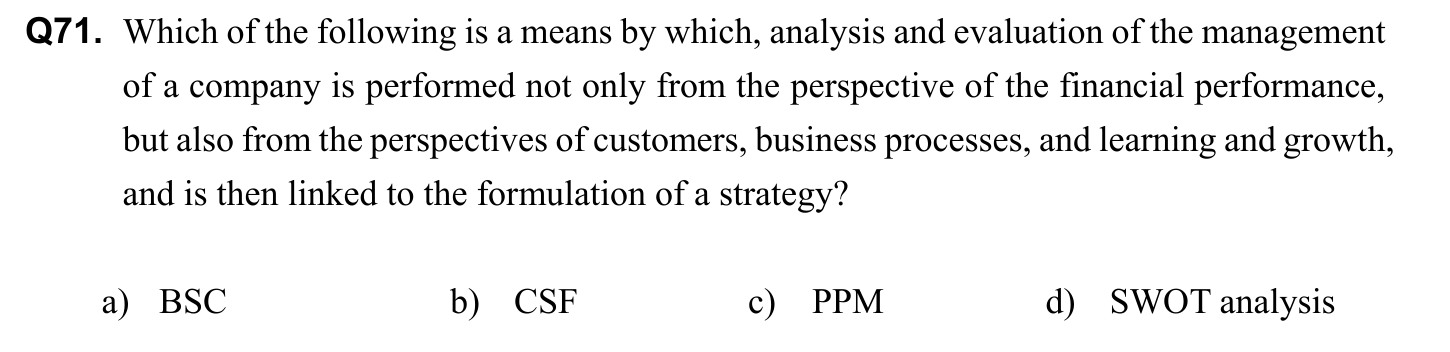 Q71. Which of the following is a means by which, analysis and evaluation of the management
of a company is performed not only from the perspective of the financial performance,
but also from the perspectives of customers, business processes, and learning and growth,
and is then linked to the formulation of a strategy?
a) BSC b) CSF c) PPM d) SWOT analysis